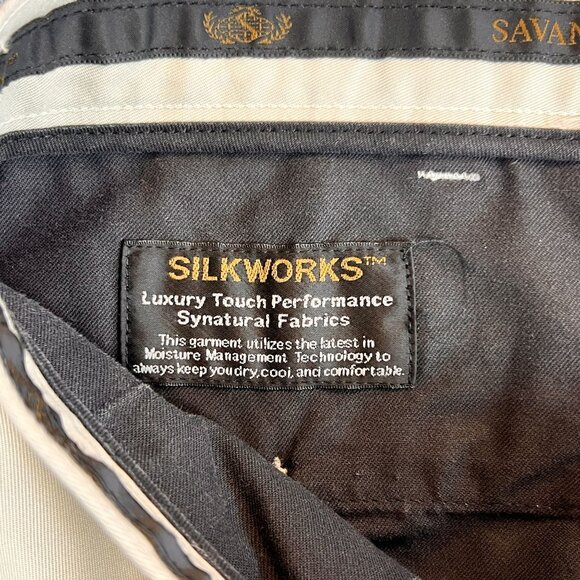 SAVAN
SILKWORKS™
Luxury Touch Performance
Synatural Fabrics
This garment utilizes the latest in
Moisture Management Technology to
always keep you dry, cool, and comfortable.